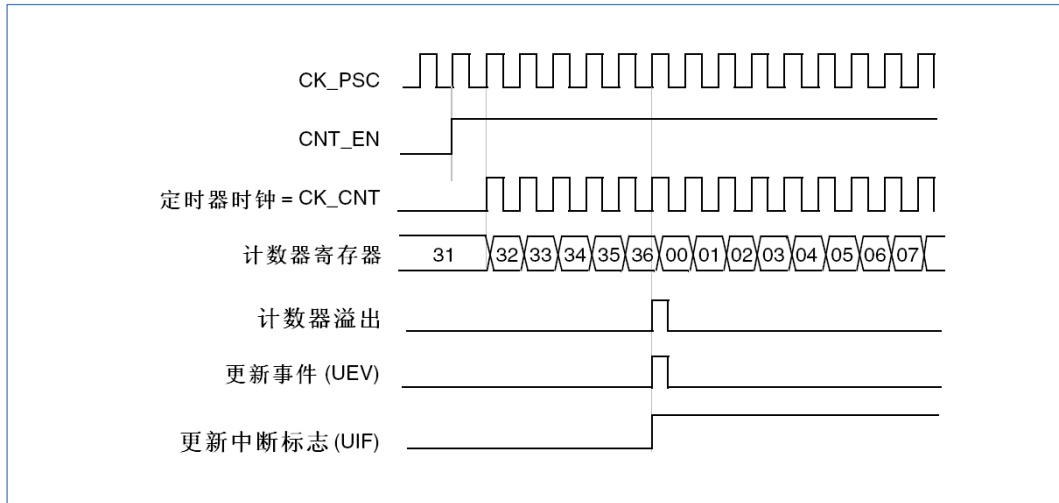 CK_PSC
CNT_EN
定时器时钟 = CK_CNT
计数器寄存器 31 32 33 34 35 36 00 01 02 03 04 05 06 07
计数器溢出
更新事件 (UEV)
更新中断标志 (UIF)